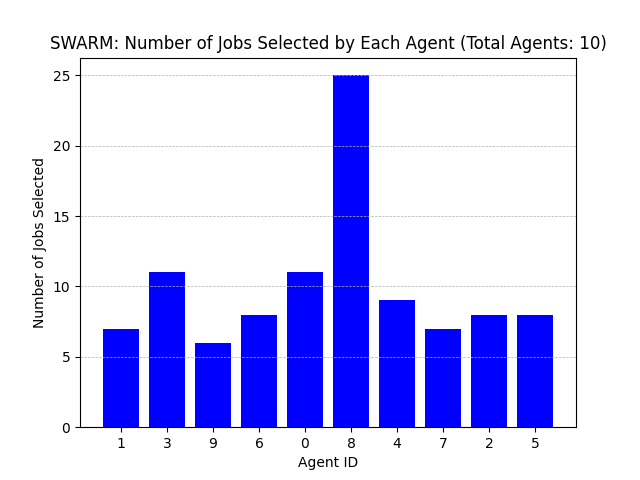 SWARM: Number of Jobs Selected by Each Agent (Total Agents: 10)
25
20
15
10
5
0
Number of Jobs Selected
1 3 9 6 0 8 4 7 2 5
Agent ID